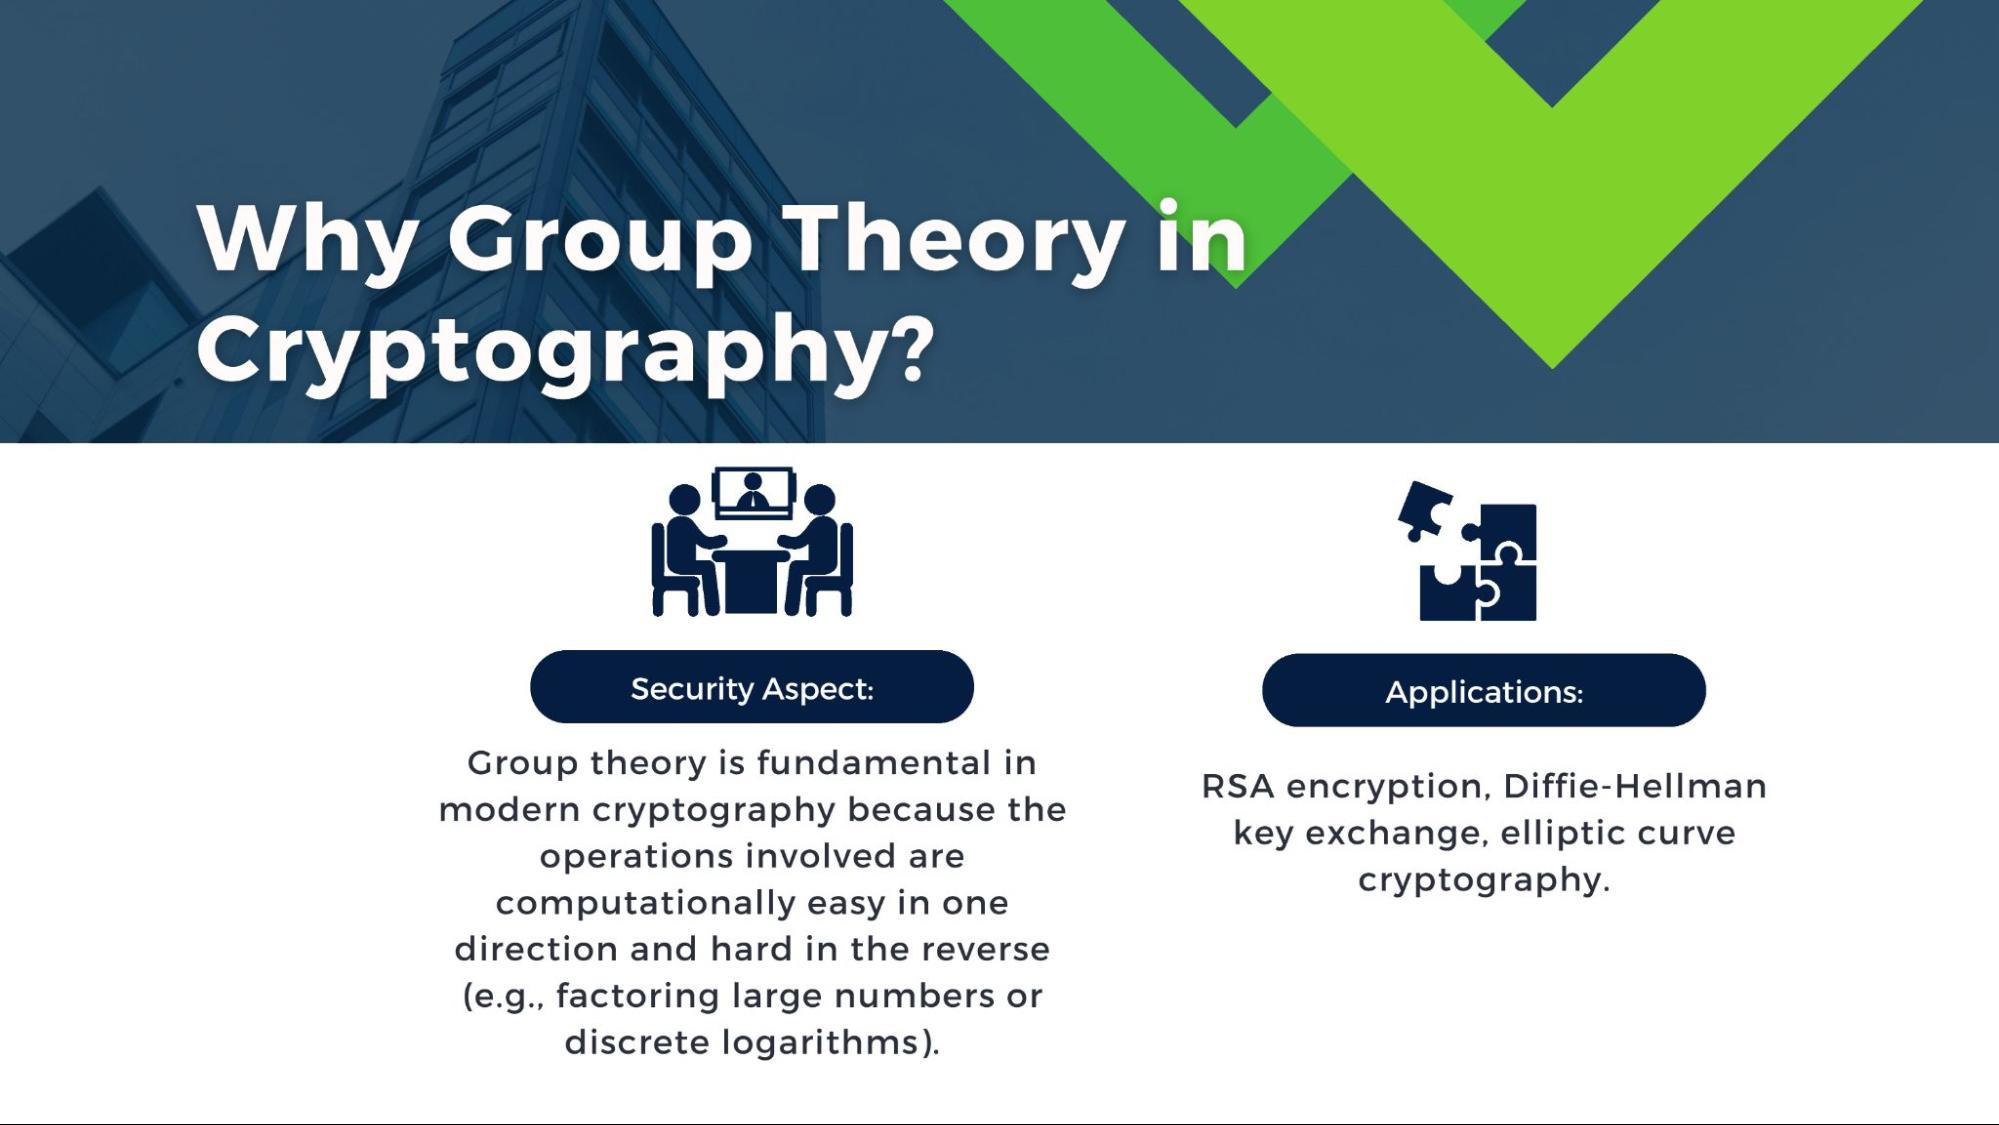 Why Group Theory in
Cryptography?
Security Aspect:
Group theory is fundamental in
modern cryptography because the
operations involved are
computationally easy in one
direction and hard in the reverse
(e.g., factoring large numbers or
discrete logarithms).
Applications:
RSA encryption, Diffie-Hellman
key exchange, elliptic curve
cryptography.